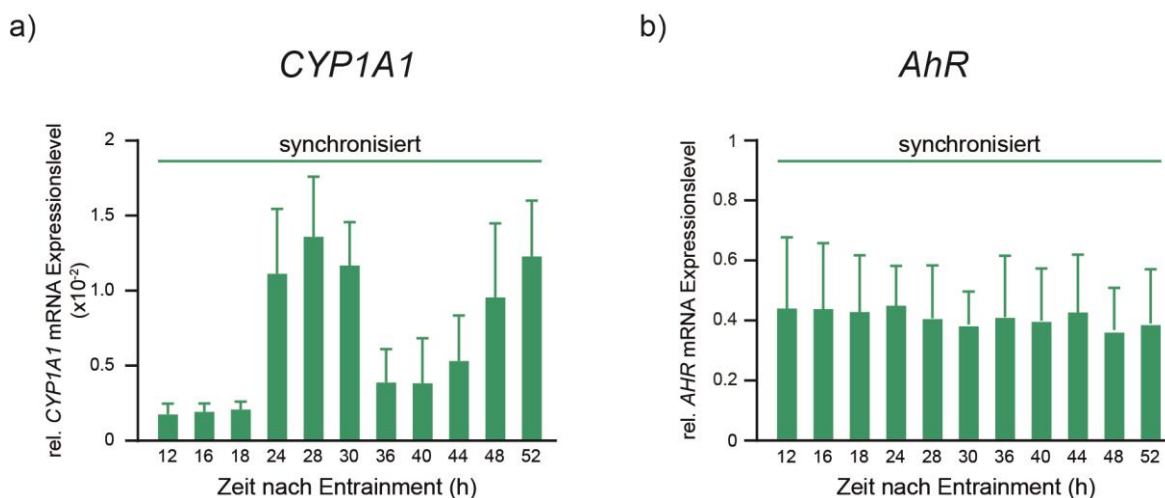 a)
CYP1A1
rel. CYP1A1 mRNA Expressionslevel
(x10⁻²)
2
1.5
1.0
0.5
0
synchronisiert
12 16 18 24 28 30 36 40 44 48 52
Zeit nach Entrainment (h)
b)
AhR
rel. AHR mRNA Expressionslevel
1
0.8
0.6
0.4
0.2
0
synchronisiert
12 16 18 24 28 30 36 40 44 48 52
Zeit nach Entrainment (h)